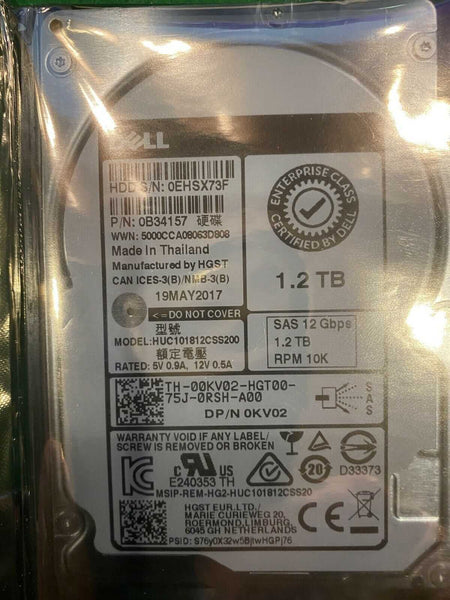 DELL
HDD S/N: 0EHSX73F
P/N: 0B34157 硬碟
WWN: 5000CCA08063D808
Made in Thailand
Manufactured by HGST
CAN ICES-3(B)/NMB-3(B)
19MAY2017
ENTERPRISE CLASS
CERTIFIED BY DELL
1.2 TB
<=DO NOT COVER
型號
MODEL:HUC101812CSS200
額定電壓
RATED: 5V 0.9A, 12V 0.5A
SAS 12 Gbps
1.2 TB
RPM 10K
TH-00KV02-HGT00-
75J-0RSH-A00
DP/N 0KV02
SAS
WARRANTY VOID IF ANY LABEL/
SCREW IS REMOVED OR BROKEN
c RU US
E240353 TH
20
D33373
MSIP-REM-HG2-HUC101812CSS20
HGST EUR.LTD./
MARIE CURIEWEG 20,
ROERMOND,LIMBURG,
6045 GH NETHERLANDS
CE
PSID: S76y0X32w5BjtwHGPj76